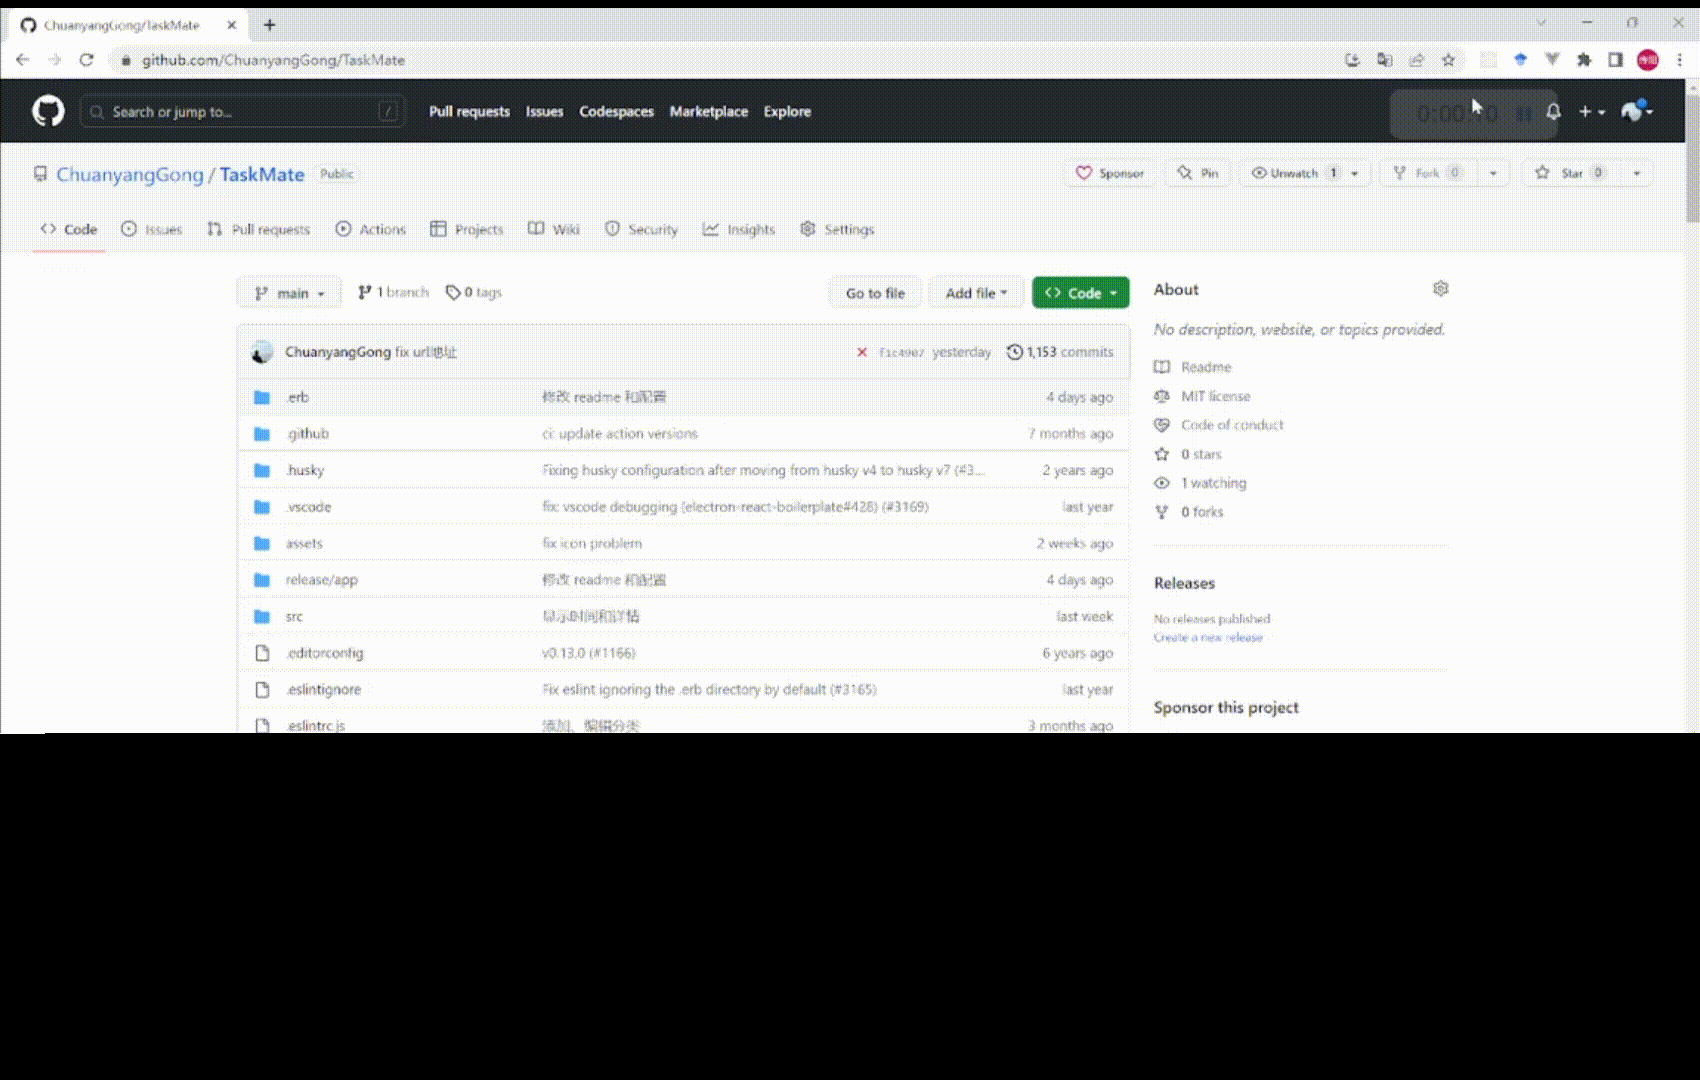 ChuanyangGong/TaskMate
github.com/ChuanyangGong/TaskMate
Search or jump to... / Pull requests Issues Codespaces Marketplace Explore
ChuanyangGong / TaskMate Public Sponsor Pin Unwatch 1 Fork 0 Star 0
Code Issues Pull requests Actions Projects Wiki Security Insights Settings
main 1 branch 0 tags Go to file Add file Code
ChuanyangGong fix url地址 f1c4907 yesterday 1,153 commits
.erb 修改 readme 和配置 4 days ago
.github ci: update action versions 7 months ago
.husky Fixing husky configuration after moving from husky v4 to husky v7 (#3... 2 years ago
.vscode fix: vscode debugging (electron-react-boilerplate#428) (#3169) last year
assets fix icon problem 2 weeks ago
release/app 修改 readme 和配置 4 days ago
src 显示时间和详情 last week
.editorconfig v0.13.0 (#1166) 6 years ago
.eslintignore Fix eslint ignoring the .erb directory by default (#3165) last year
.eslintrc.js 添加、编辑分类 3 months ago
About
No description, website, or topics provided.
Readme
MIT license
Code of conduct
0 stars
1 watching
0 forks
Releases
No releases published
Create a new release
Sponsor this project